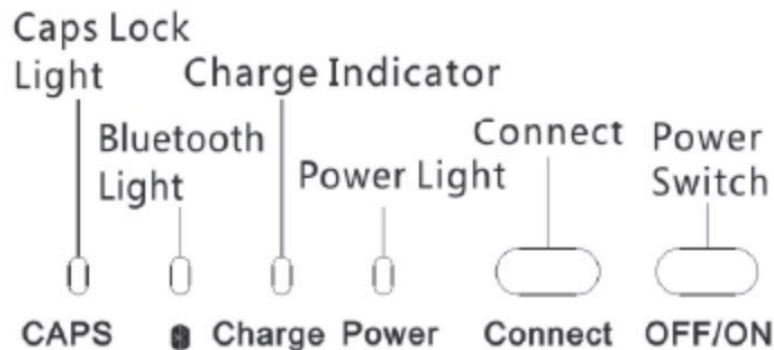 Caps Lock
Light
Charge Indicator
Bluetooth
Light
Power Light
Connect
Power
Switch
CAPS Charge Power Connect OFF/ON